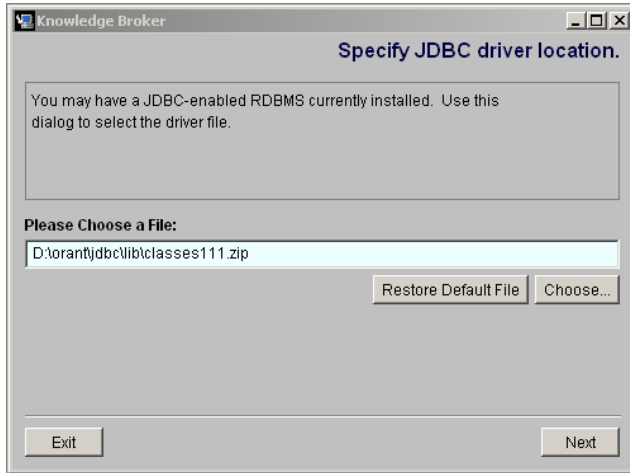 Knowledge Broker
Specify JDBC driver location.
You may have a JDBC-enabled RDBMS currently installed.  Use this
dialog to select the driver file.
Please Choose a File:
D:\orant\jdbc\lib\classes111.zip
Restore Default File Choose...
Exit Next